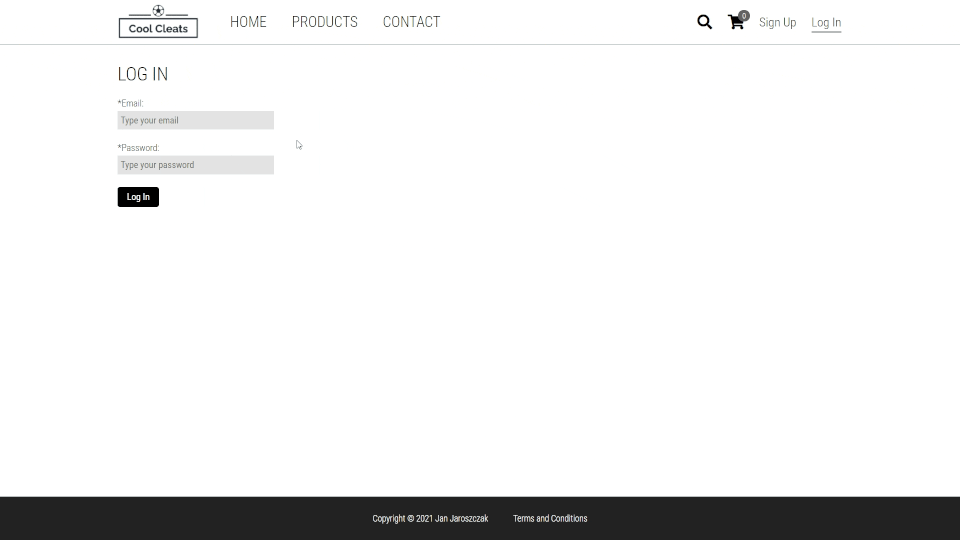 Cool Cleats
HOME PRODUCTS CONTACT
0
Sign Up Log In
LOG IN
*Email:
Type your email
*Password:
Type your password
Log In
Copyright © 2021 Jan Jaroszczak Terms and Conditions